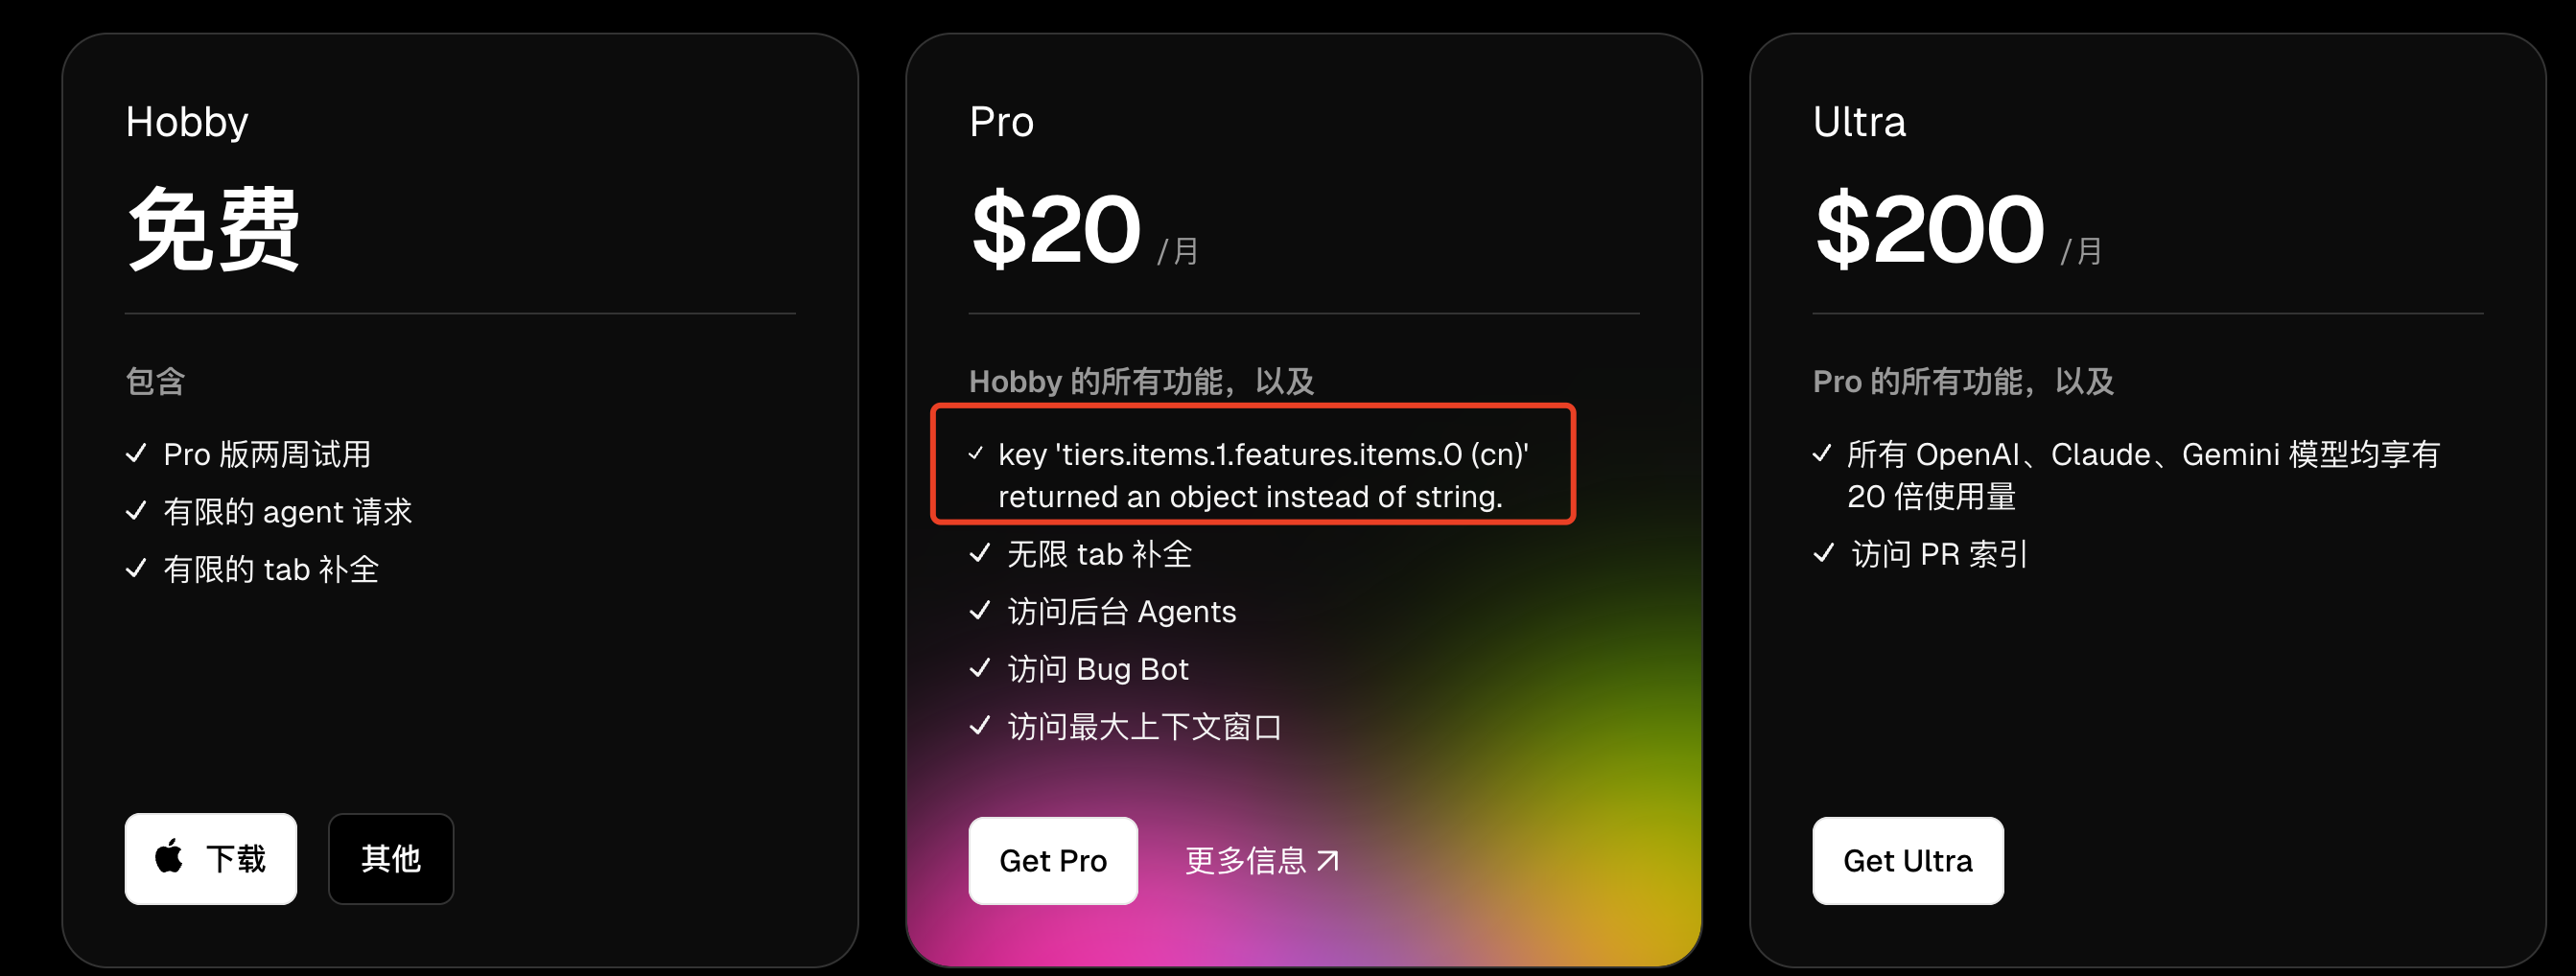 Hobby
免费
包含
Pro 版两周试用
有限的 agent 请求
有限的 tab 补全
下载
其他
Pro
$20 /月
Hobby 的所有功能，以及
key 'tiers.items.1.features.items.0 (cn)'
returned an object instead of string.
无限 tab 补全
访问后台 Agents
访问 Bug Bot
访问最大上下文窗口
Get Pro
更多信息 ↗
Ultra
$200 /月
Pro 的所有功能，以及
所有 OpenAI、Claude、Gemini 模型均享有
20 倍使用量
访问 PR 索引
Get Ultra